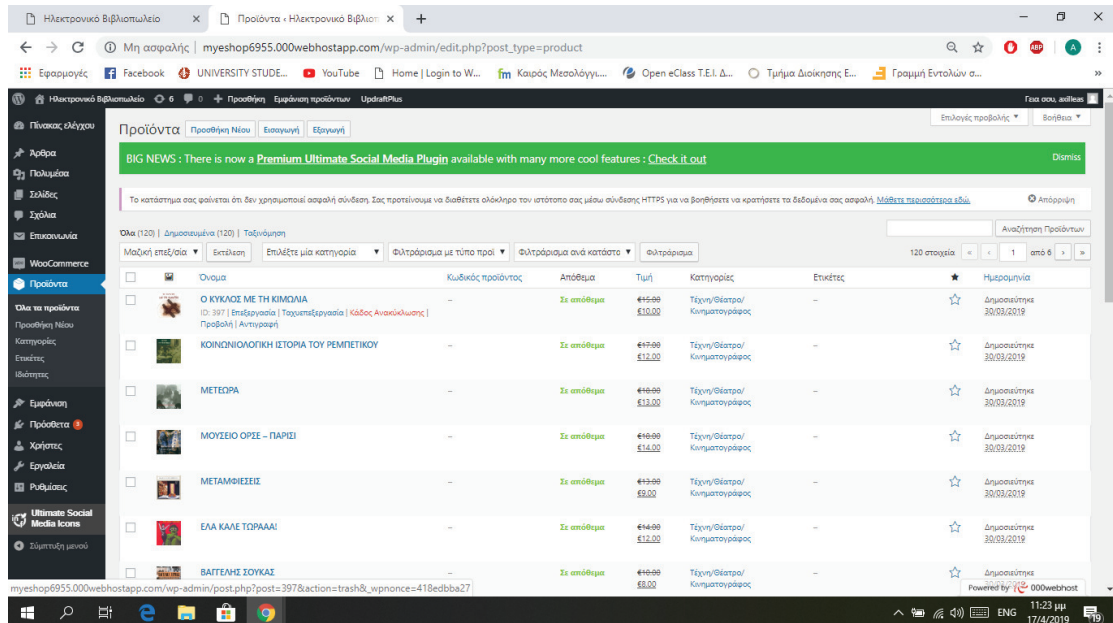 Ηλεκτρονικό Βιβλιοπωλείο
Προϊόντα ‹ Ηλεκτρονικό Βιβλιοπ
Μη ασφαλής | myeshop6955.000webhostapp.com/wp-admin/edit.php?post_type=product
Εφαρμογές Facebook UNIVERSITY STUDE... YouTube Home | Login to W... Καιρός Μεσολόγγι,... Open eClass Τ.Ε.Ι. Δ... Τμήμα Διοίκησης Ε... Γραμμή Εντολών σ...
Ηλεκτρονικό Βιβλιοπωλείο 6 0 Προσθήκη Εμφάνιση προϊόντων UpdraftPlus Γεια σου, axilleas
Πίνακας ελέγχου
Άρθρα
Πολυμέσα
Σελίδες
Σχόλια
Επικοινωνία
WooCommerce
Προϊόντα
Όλα τα προϊόντα
Προσθήκη Νέου
Κατηγορίες
Ετικέτες
Ιδιότητες
Εμφάνιση
Πρόσθετα 3
Χρήστες
Εργαλεία
Ρυθμίσεις
Ultimate Social
Media Icons
Σύμπτυξη μενού
Επιλογές προβολής Βοήθεια
Προϊόντα Προσθήκη Νέου Εισαγωγή Εξαγωγή
BIG NEWS : There is now a Premium Ultimate Social Media Plugin available with many more cool features : Check it out Dismiss
Το κατάστημα σας φαίνεται ότι δεν χρησιμοποιεί ασφαλή σύνδεση. Σας προτείνουμε να διαθέτετε ολόκληρο τον ιστότοπο σας μέσω σύνδεσης HTTPS για να βοηθήσετε να κρατήσετε τα δεδομένα σας ασφαλή. Μάθετε περισσότερα εδώ. Απόρριψη
Όλα (120) | Δημοσιευμένα (120) | Ταξινόμηση Αναζήτηση Προϊόντων
Μαζική επεξ/σία Εκτέλεση Επιλέξτε μία κατηγορία Φιλτράρισμα με τύπο προϊ Φιλτράρισμα ανά κατάστο Φιλτράρισμα 120 στοιχεία « ‹ 1 από 6 › »
Όνομα Κωδικός προϊόντος Απόθεμα Τιμή Κατηγορίες Ετικέτες Ημερομηνία
Ο ΚΥΚΛΟΣ ΜΕ ΤΗ ΚΙΜΩΛΙΑ – Σε απόθεμα €15.00 Τέχνη/Θέατρο/ – Δημοσιεύτηκε
ID: 397 | Επεξεργασία | Ταχυεπεξεργασία | Κάδος Ανακύκλωσης | €10.00 Κινηματογράφος 30/03/2019
Προβολή | Αντιγραφή
ΚΟΙΝΩΝΙΟΛΟΓΙΚΗ ΙΣΤΟΡΙΑ ΤΟΥ ΡΕΜΠΕΤΙΚΟΥ – Σε απόθεμα €17.00 Τέχνη/Θέατρο/ – Δημοσιεύτηκε
€12.00 Κινηματογράφος 30/03/2019
ΜΕΤΕΩΡΑ – Σε απόθεμα €18.00 Τέχνη/Θέατρο/ – Δημοσιεύτηκε
€13.00 Κινηματογράφος 30/03/2019
ΜΟΥΣΕΙΟ ΟΡΣΕ – ΠΑΡΙΣΙ – Σε απόθεμα €18.00 Τέχνη/Θέατρο/ – Δημοσιεύτηκε
€14.00 Κινηματογράφος 30/03/2019
ΜΕΤΑΜΦΙΕΣΕΙΣ – Σε απόθεμα €13.00 Τέχνη/Θέατρο/ – Δημοσιεύτηκε
€9.00 Κινηματογράφος 30/03/2019
ΕΛΑ ΚΑΛΕ ΤΩΡΑΑΑ! – Σε απόθεμα €14.00 Τέχνη/Θέατρο/ – Δημοσιεύτηκε
€12.00 Κινηματογράφος 30/03/2019
ΒΑΓΓΕΛΗΣ ΣΟΥΚΑΣ – Σε απόθεμα €10.00 Τέχνη/Θέατρο/ – Δημοσιεύτηκε
€8.00 Κινηματογράφος
myeshop6955.000webhostapp.com/wp-admin/post.php?post=397&action=trash&_wpnonce=418edbba27 Powered by 000webhost
ENG 11:23 μμ
17/4/2019 19